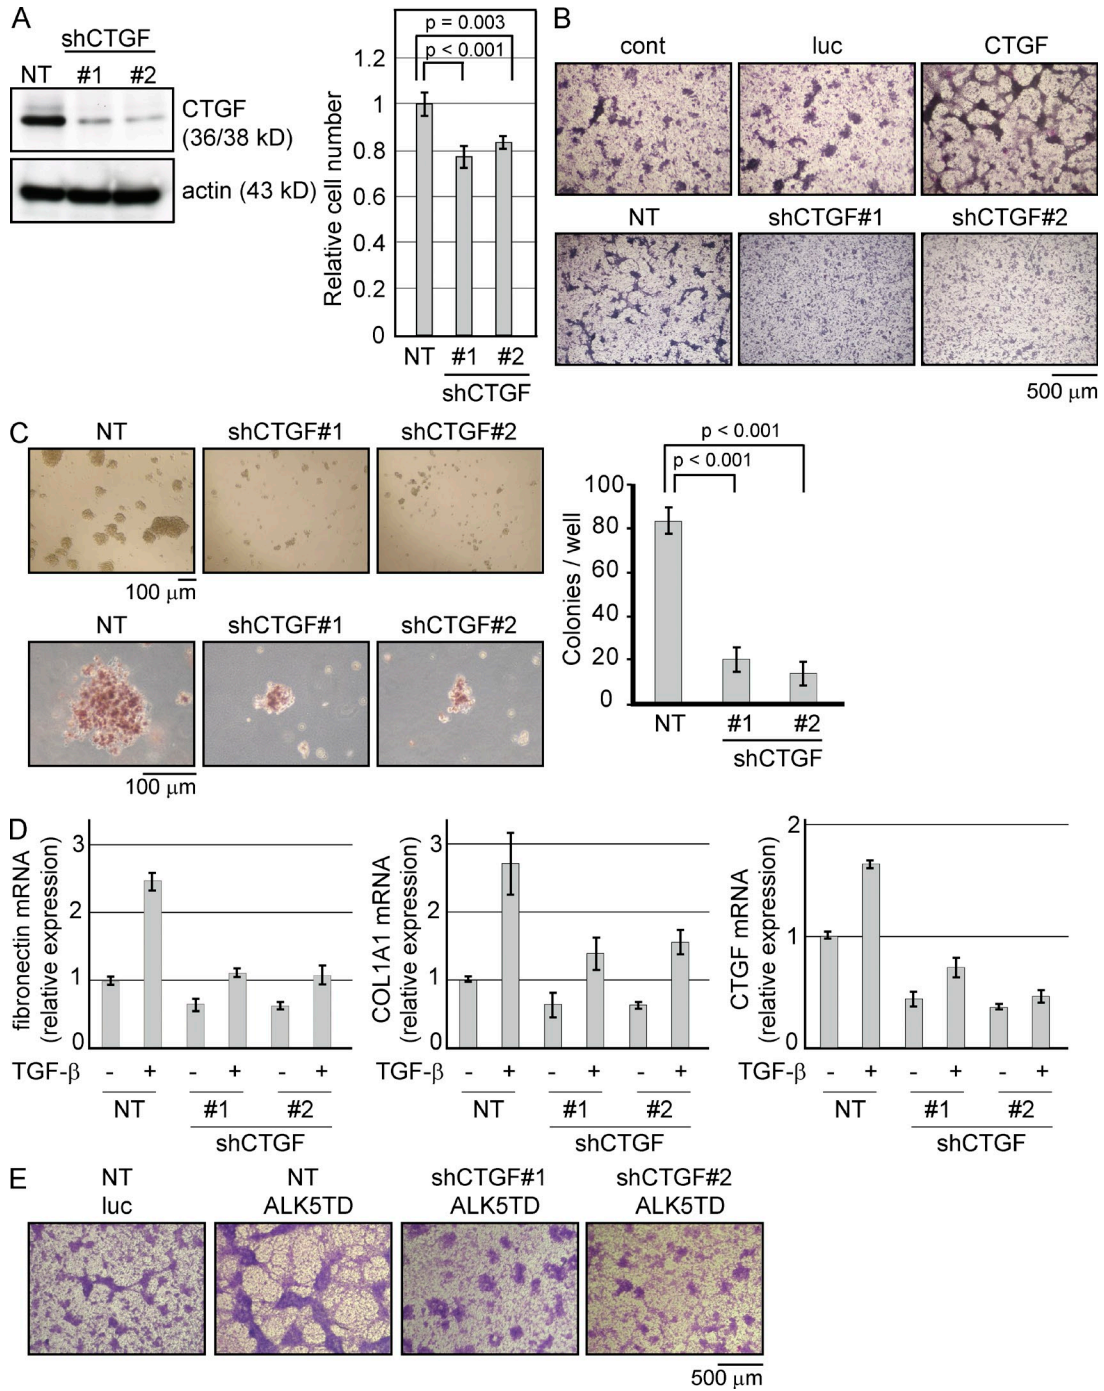 A
shCTGF
NT #1 #2
CTGF
(36/38 kD)
actin (43 kD)
p = 0.003
p < 0.001
Relative cell number
1.2
1
0.8
0.6
0.4
0.2
0
NT #1 #2
shCTGF
B
cont luc CTGF
NT shCTGF#1 shCTGF#2
500 μm
C
NT shCTGF#1 shCTGF#2
100 μm
NT shCTGF#1 shCTGF#2
100 μm
p < 0.001
p < 0.001
Colonies / well
100
80
60
40
20
0
NT #1 #2
shCTGF
D
fibronectin mRNA
(relative expression)
3
2
1
0
TGF-β - + - + - +
NT #1 #2
shCTGF
COL1A1 mRNA
(relative expression)
3
2
1
0
TGF-β - + - + - +
NT #1 #2
shCTGF
CTGF mRNA
(relative expression)
2
1
0
TGF-β - + - + - +
NT #1 #2
shCTGF
E
NT NT shCTGF#1 shCTGF#2
luc ALK5TD ALK5TD ALK5TD
500 μm